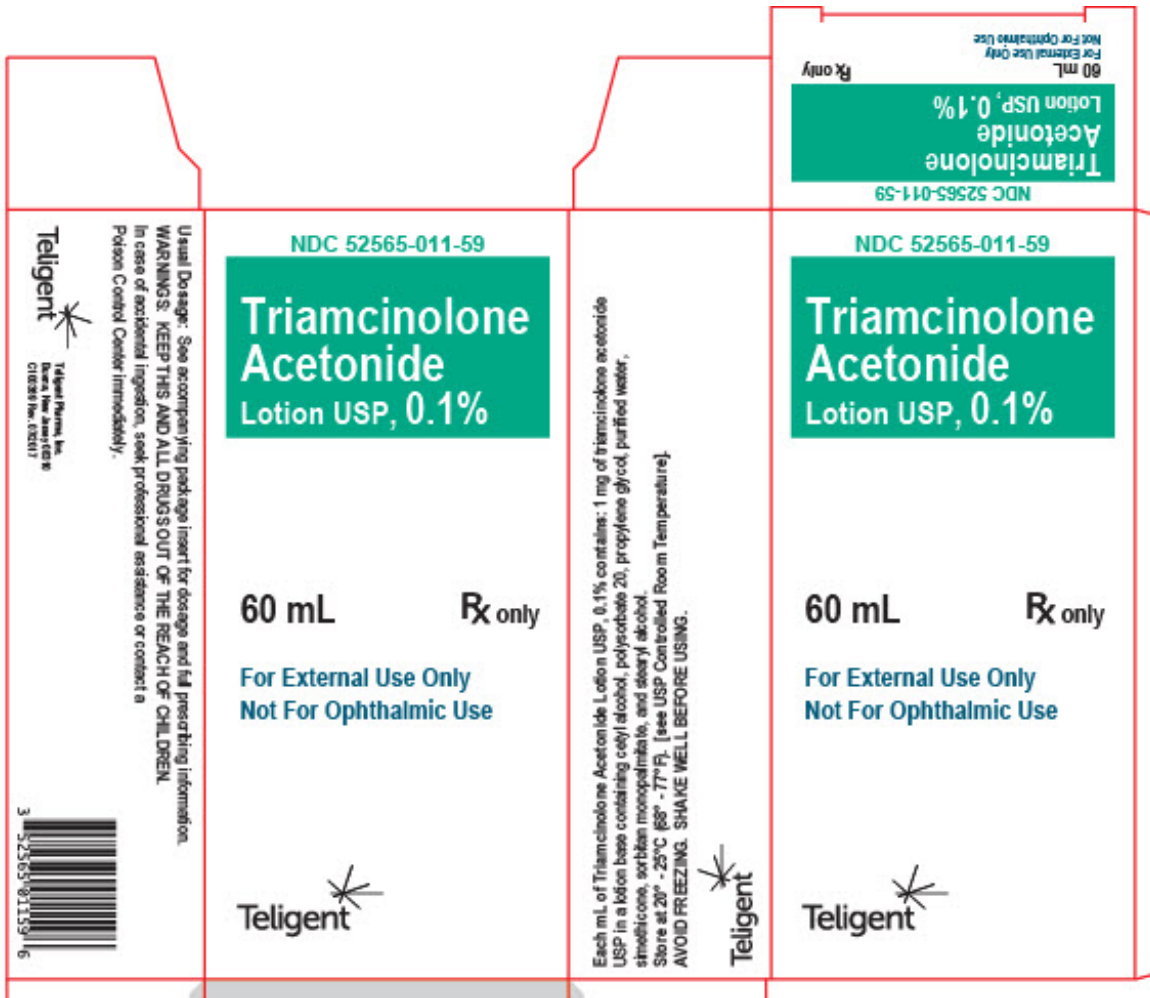 For External Use Only
Not For Ophthalmic Use
60 mL Rx only
Triamcinolone
Acetonide
Lotion USP, 0.1%
NDC 52565-011-59
Usual Dosage: See accompanying package insert for dosage and full prescribing information.
WARNINGS: KEEP THIS AND ALL DRUGS OUT OF THE REACH OF CHILDREN.
In case of accidental ingestion, seek professional assistance or contact a
Poison Control Center immediately.
Teligent
Teligent Pharma, Inc.
Buena, New Jersey 08310
Rev. 07/2017
3 52565 01159 6
NDC 52565-011-59
Triamcinolone
Acetonide
Lotion USP, 0.1%
60 mL Rx only
For External Use Only
Not For Ophthalmic Use
Teligent
Each mL of Triamcinolone Acetonide Lotion USP, 0.1% contains: 1 mg of triamcinolone acetonide
USP in a lotion base containing cetyl alcohol, polysorbate 20, propylene glycol, purified water,
simethicone, sorbitan monopalmitate, and stearyl alcohol.
Store at 20° - 25°C (68° - 77°F). [see USP Controlled Room Temperature].
AVOID FREEZING. SHAKE WELL BEFORE USING.
Teligent
NDC 52565-011-59
Triamcinolone
Acetonide
Lotion USP, 0.1%
60 mL Rx only
For External Use Only
Not For Ophthalmic Use
Teligent